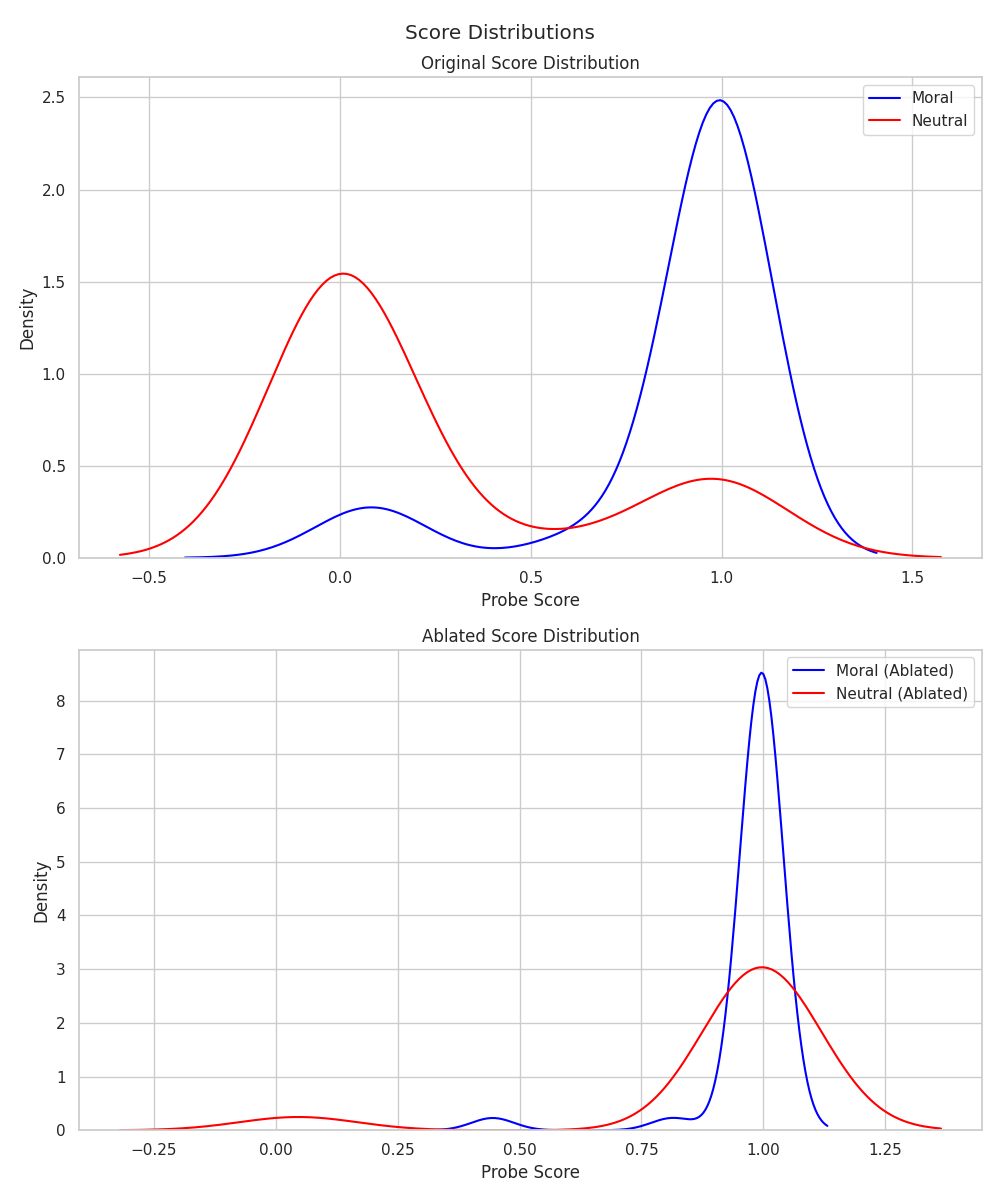 Score Distributions
Original Score Distribution
Moral
Neutral
2.5
2.0
1.5
1.0
0.5
0.0
Density
−0.5
0.0
0.5
1.0
1.5
Probe Score
Ablated Score Distribution
Moral (Ablated)
Neutral (Ablated)
8
7
6
5
4
3
2
1
0
Density
−0.25
0.00
0.25
0.50
0.75
1.00
1.25
Probe Score